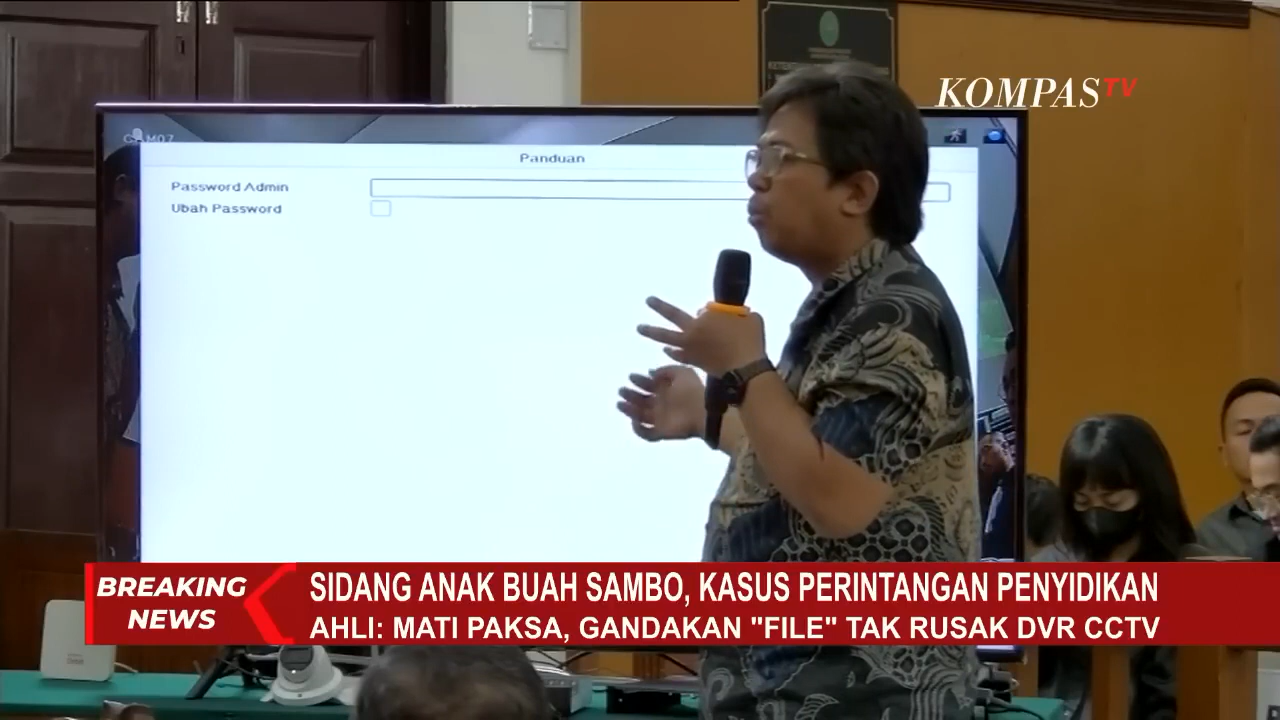 KOMPASTV
CAM07
Panduan
Password Admin
Ubah Password
BREAKING
NEWS
SIDANG ANAK BUAH SAMBO, KASUS PERINTANGAN PENYIDIKAN
AHLI: MATI PAKSA, GANDAKAN "FILE" TAK RUSAK DVR CCTV